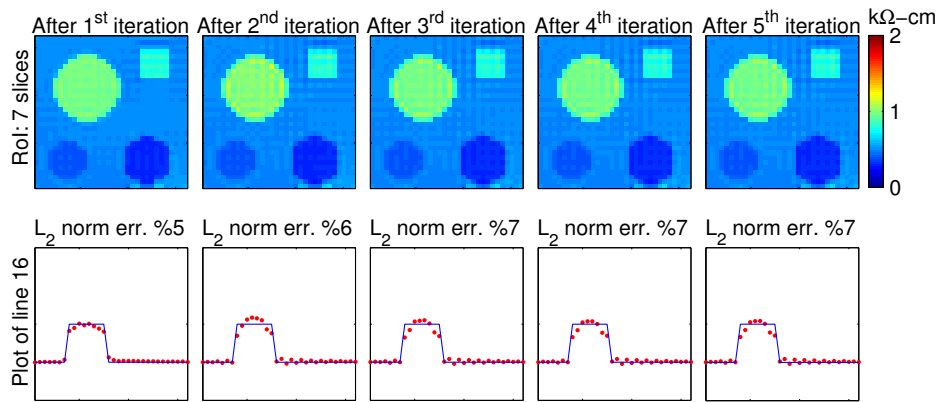 After 1st iteration After 2nd iteration After 3rd iteration After 4th iteration After 5th iteration kΩ−cm
RoI: 7 slices
2
1
0
L2 norm err. %5 L2 norm err. %6 L2 norm err. %7 L2 norm err. %7 L2 norm err. %7
Plot of line 16